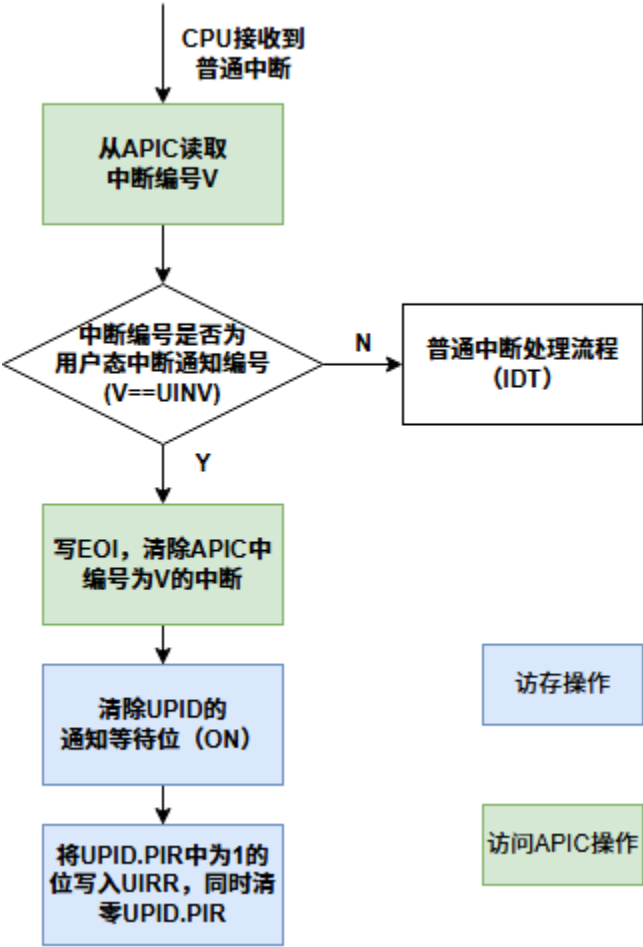 CPU接收到
普通中断
从APIC读取
中断编号V
中断编号是否为
用户态中断通知编号
(V==UINV)
N
普通中断处理流程
（IDT）
Y
写EOI，清除APIC中
编号为V的中断
清除UPID的
通知等待位（ON）
访存操作
将UPID.PIR中为1的
位写入UIRR，同时清
零UPID.PIR
访问APIC操作